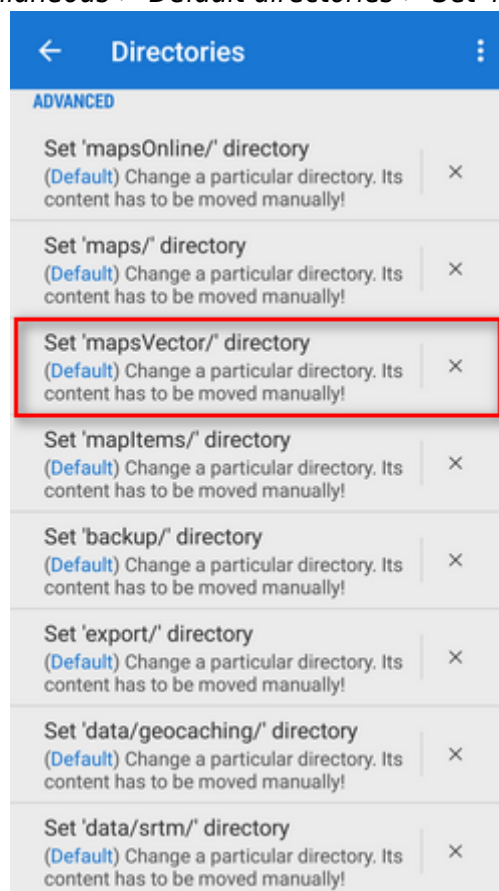 Default directories
Directories
ADVANCED
Set 'mapsOnline/' directory
(Default) Change a particular directory. Its
content has to be moved manually!
Set 'maps/' directory
(Default) Change a particular directory. Its
content has to be moved manually!
Set 'mapsVector/' directory
(Default) Change a particular directory. Its
content has to be moved manually!
Set 'mapItems/' directory
(Default) Change a particular directory. Its
content has to be moved manually!
Set 'backup/' directory
(Default) Change a particular directory. Its
content has to be moved manually!
Set 'export/' directory
(Default) Change a particular directory. Its
content has to be moved manually!
Set 'data/geocaching/' directory
(Default) Change a particular directory. Its
content has to be moved manually!
Set 'data/srtm/' directory
(Default) Change a particular directory. Its
content has to be moved manually!